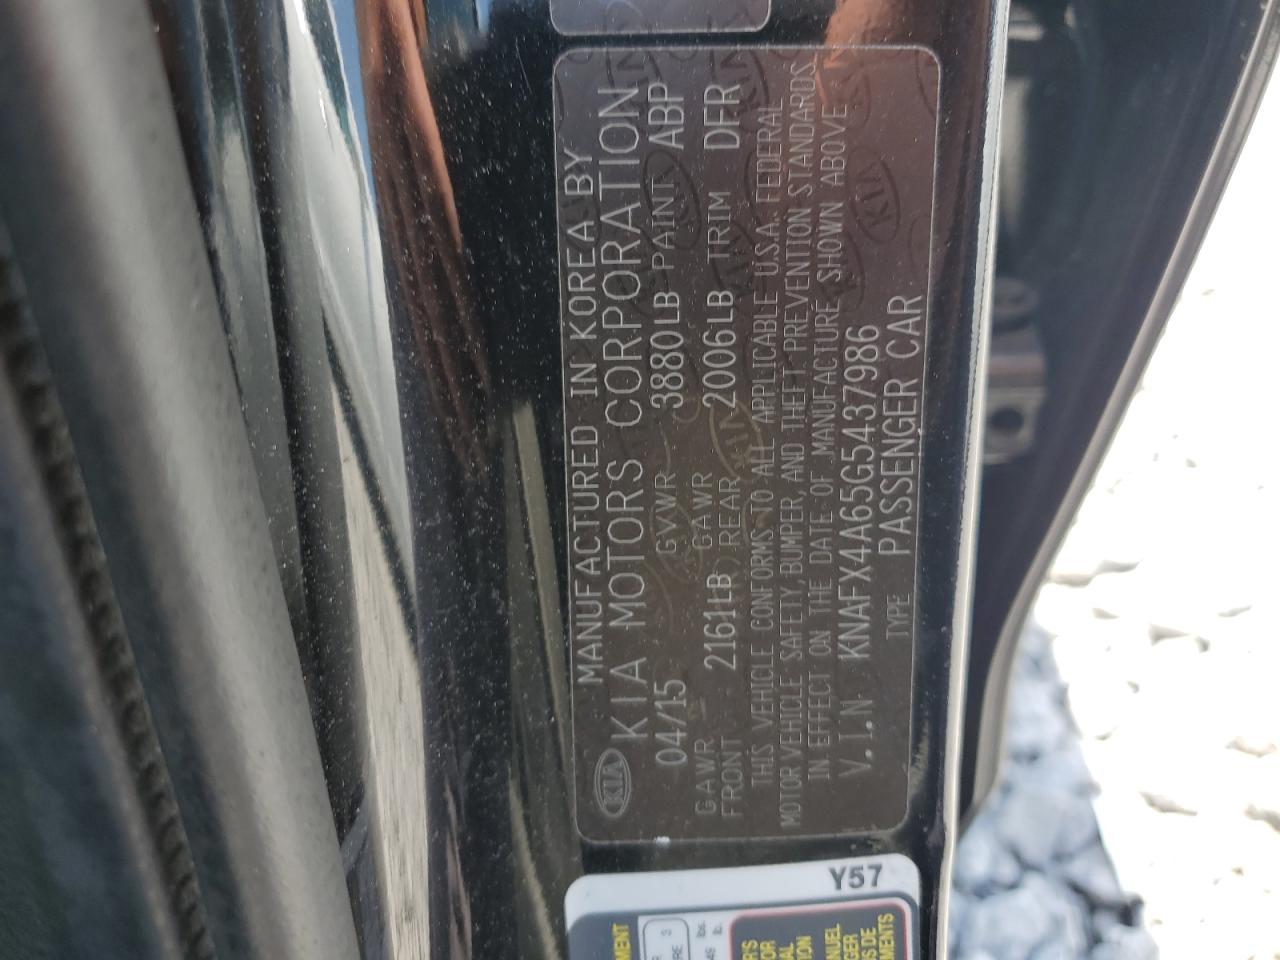 MANUFACTURED IN KOREA BY
KIA KIA MOTORS CORPORATION
04/15 GVWR 3880LB PAINT ABP
GAWR FRONT 2161LB GAWR REAR 2006LB TRIM DFR
THIS VEHICLE CONFORMS TO ALL APPLICABLE U.S.A. FEDERAL
MOTOR VEHICLE SAFETY, BUMPER, AND THEFT PREVENTION STANDARDS
IN EFFECT ON THE DATE OF MANUFACTURE SHOWN ABOVE
V.I.N KNAFX4A65G5437986
TYPE PASSENGER CAR
Y57